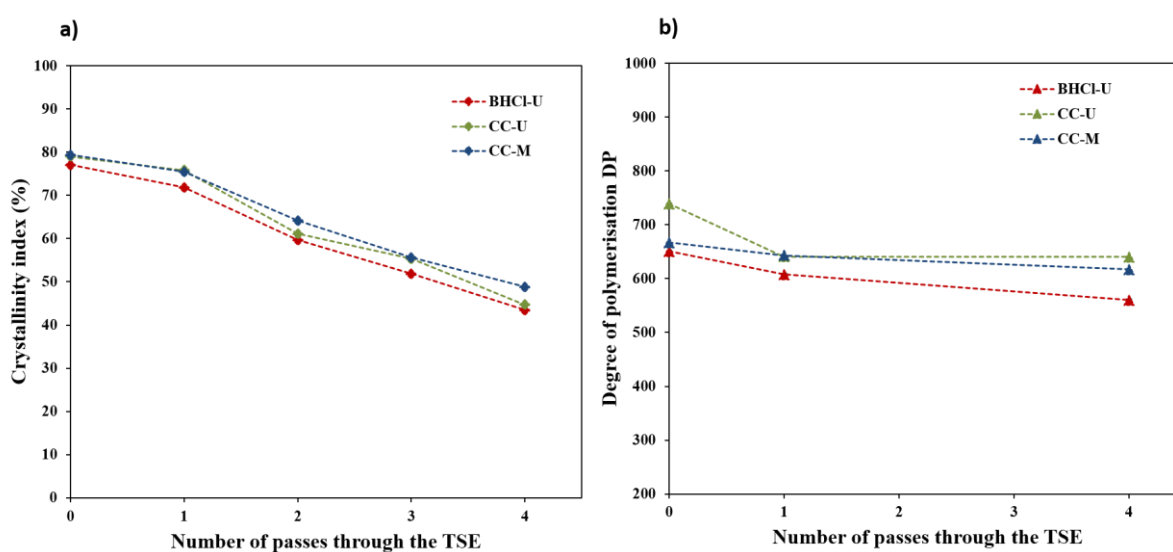 a)
100
90
80
70
60
50
40
30
20
10
0
Crystallinity index (%)
BHCl-U
CC-U
CC-M
0 1 2 3 4
Number of passes through the TSE
b)
1000
900
800
700
600
500
400
300
200
Degree of polymerisation DP
BHCl-U
CC-U
CC-M
0 1 2 3 4
Number of passes through the TSE